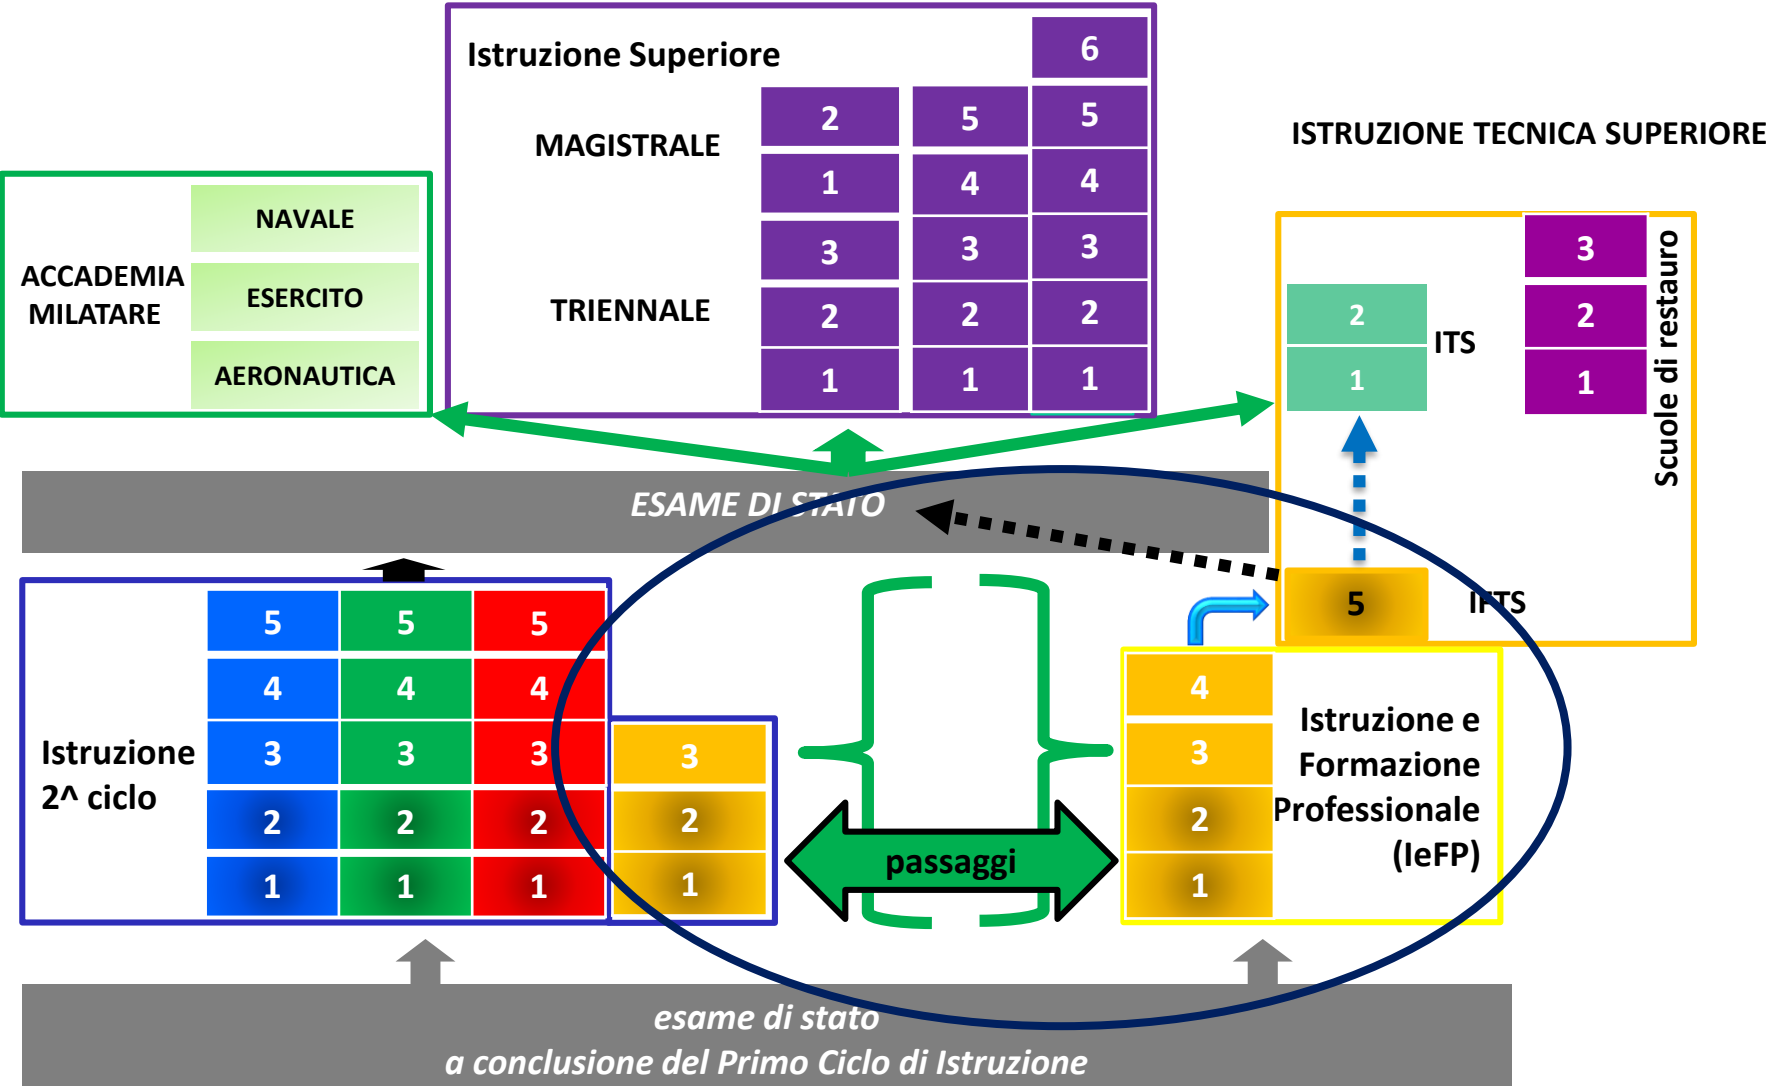 Istruzione Superiore
6
MAGISTRALE
2 5 5
1 4 4
TRIENNALE
3 3 3
2 2 2
1 1 1
ISTRUZIONE TECNICA SUPERIORE
ACCADEMIA
MILATARE
NAVALE
ESERCITO
AERONAUTICA
2
1
ITS
3
2
1
Scuole di restauro
ESAME DI STATO
5
IFTS
Istruzione
2^ ciclo
5 5 5
4 4 4
3 3 3
2 2 2
1 1 1
3
2
1
passaggi
4
3
2
1
Istruzione e
Formazione
Professionale
(IeFP)
esame di stato
a conclusione del Primo Ciclo di Istruzione